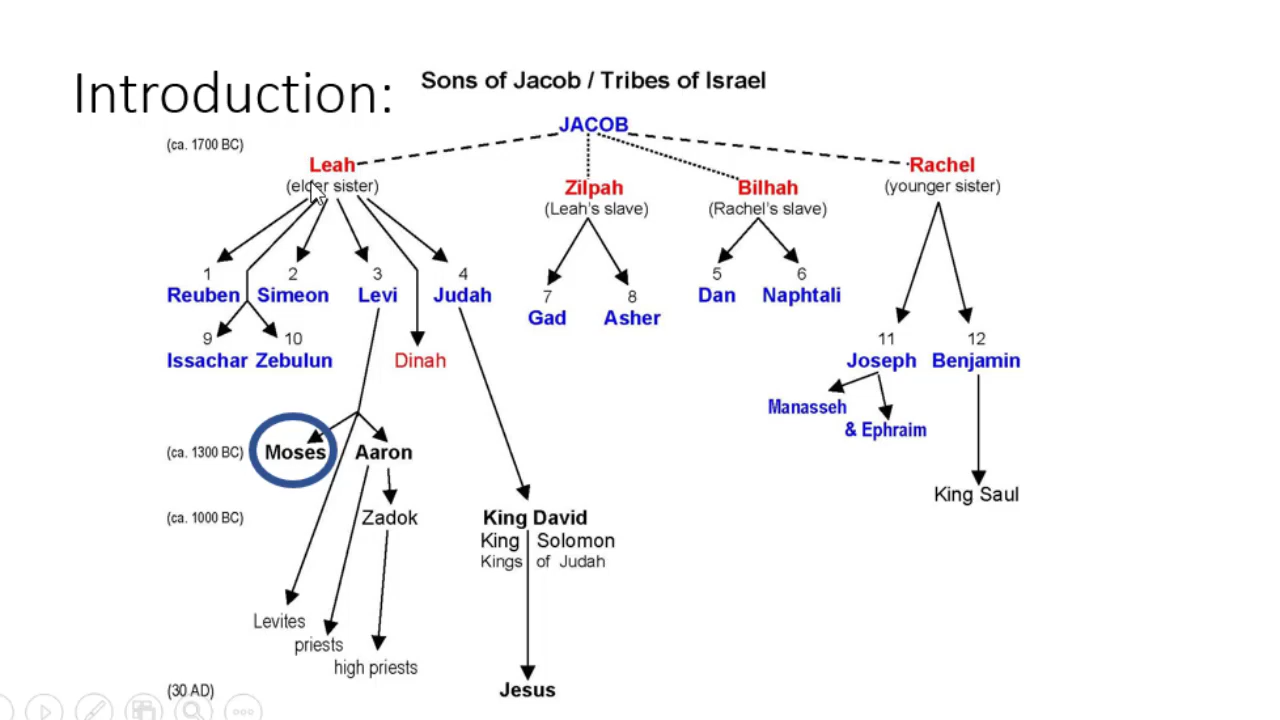 Introduction:
Sons of Jacob / Tribes of Israel
JACOB
(ca. 1700 BC)
Leah
(elder sister)
Zilpah
(Leah's slave)
Bilhah
(Rachel's slave)
Rachel
(younger sister)
1
Reuben
2
Simeon
3
Levi
4
Judah
7
Gad
8
Asher
5
Dan
6
Naphtali
9
Issachar
10
Zebulun
Dinah
11
Joseph
12
Benjamin
Manasseh
& Ephraim
(ca. 1300 BC)
Moses
Aaron
King Saul
(ca. 1000 BC)
Zadok
King David
King Solomon
Kings of Judah
Levites
priests
high priests
(30 AD)
Jesus